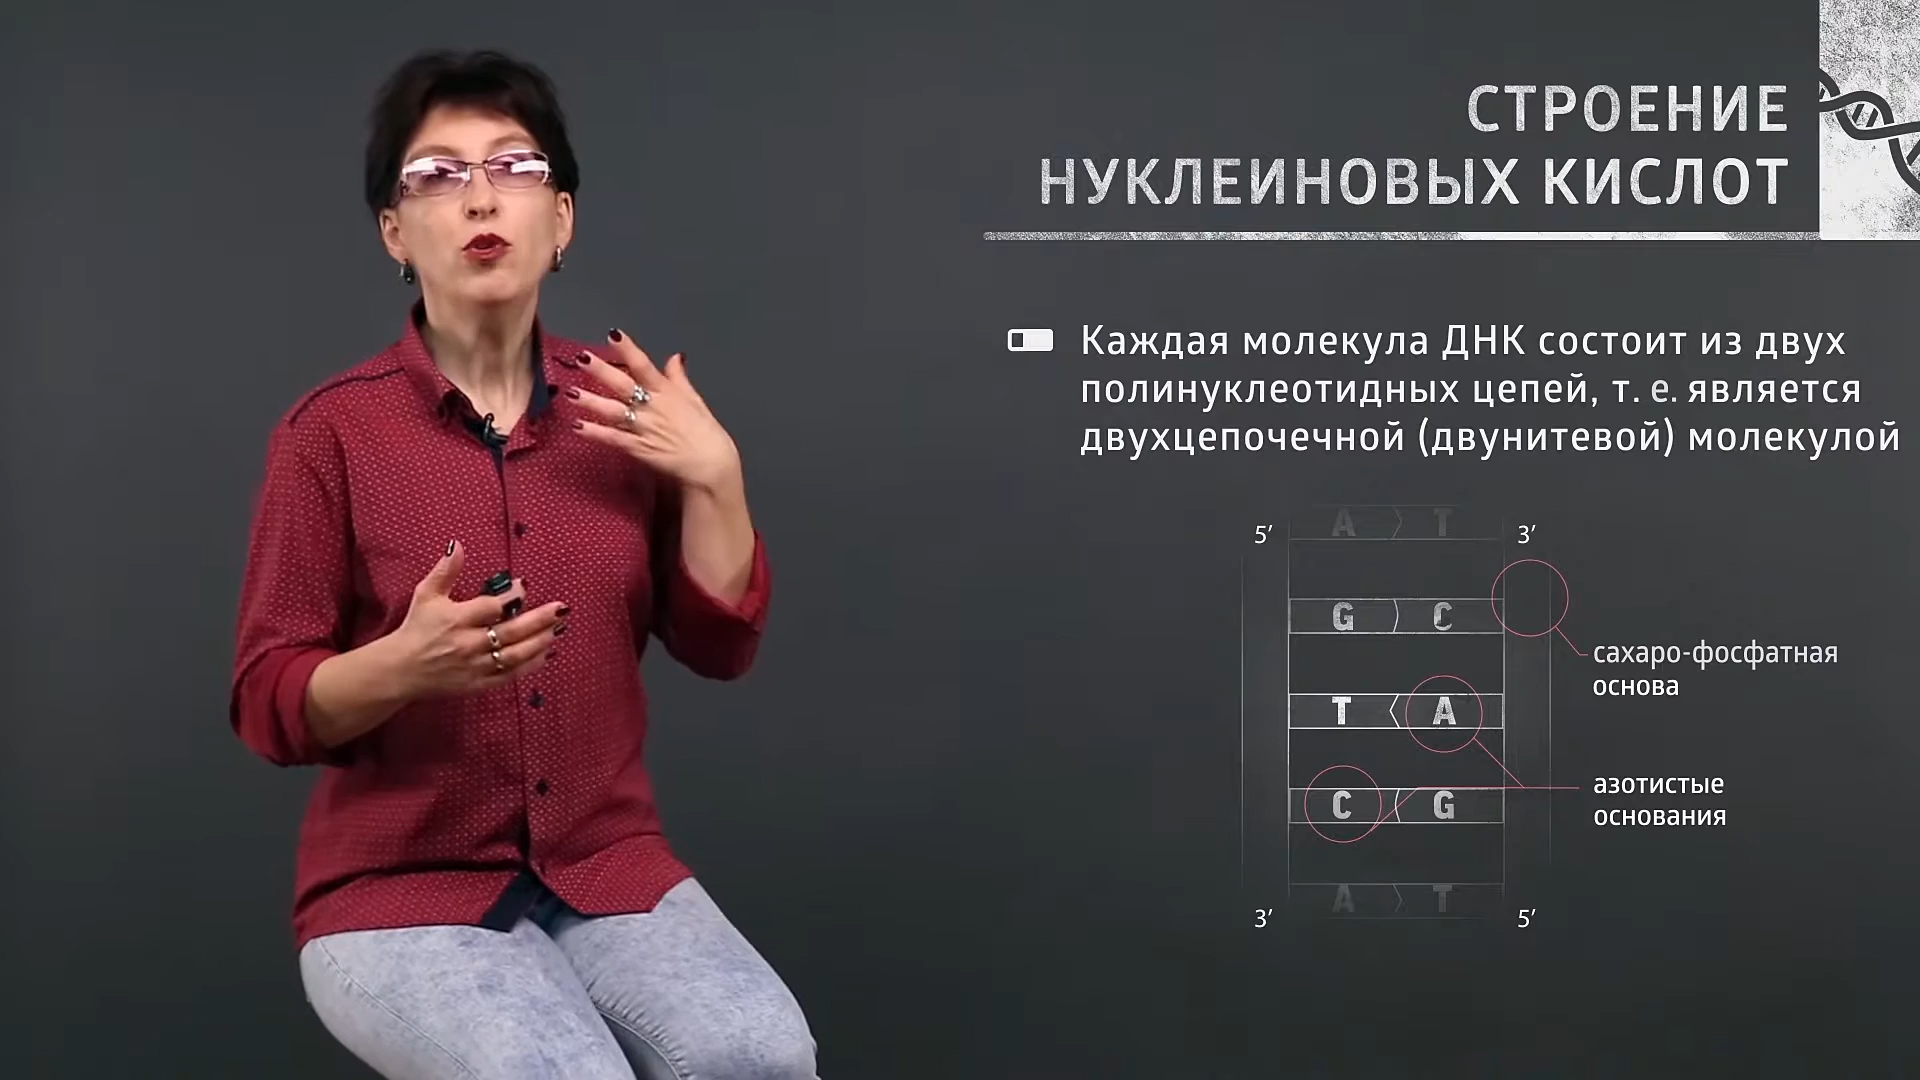 СТРОЕНИЕ
НУКЛЕИНОВЫХ КИСЛОТ
Каждая молекула ДНК состоит из двух
полинуклеотидных цепей, т. е. является
двухцепочечной (двунитевой) молекулой
5′ A T 3′
G C
сахаро-фосфатная
основа
T A
азотистые
основания
C G
A T
3′ 5′